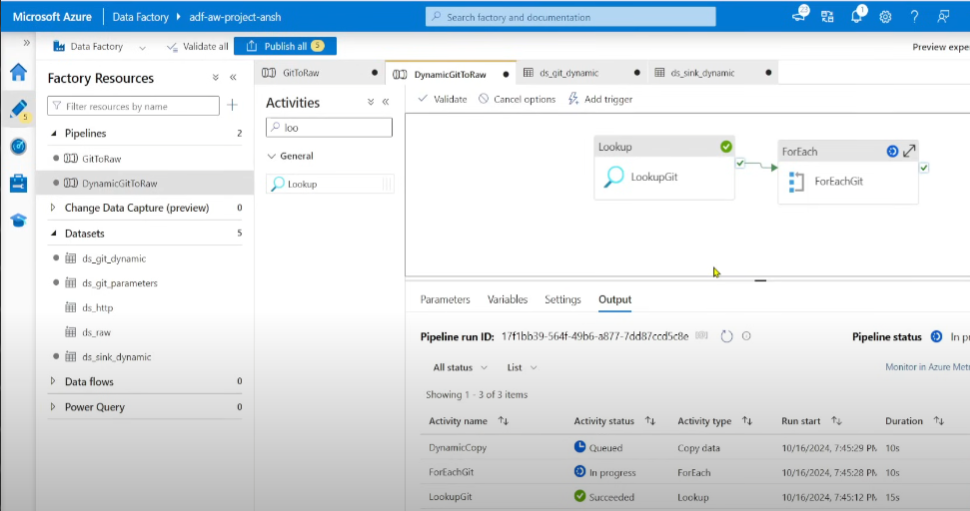 Microsoft Azure Data Factory adf-aw-project-ansh
Search factory and documentation
Data Factory Validate all Publish all 5
Preview expe
Factory Resources
Filter resources by name
Pipelines 2
GitToRaw
DynamicGitToRaw
Change Data Capture (preview) 0
Datasets 5
ds_git_dynamic
ds_git_parameters
ds_http
ds_raw
ds_sink_dynamic
Data flows 0
Power Query 0
GitToRaw DynamicGitToRaw ds_git_dynamic ds_sink_dynamic
Activities
loo
General
Lookup
Validate Cancel options Add trigger
Lookup
LookupGit
ForEach
ForEachGit
Parameters Variables Settings Output
Pipeline run ID: 17f1bb39-564f-49b6-a877-7dd87ccd5c8e
Pipeline status In pr
All status List
Monitor in Azure Met
Showing 1 - 3 of 3 items
Activity name Activity status Activity type Run start Duration
DynamicCopy Queued Copy data 10/16/2024, 7:45:29 PM 10s
ForEachGit In progress ForEach 10/16/2024, 7:45:28 PM 10s
LookupGit Succeeded Lookup 10/16/2024, 7:45:12 PM 15s